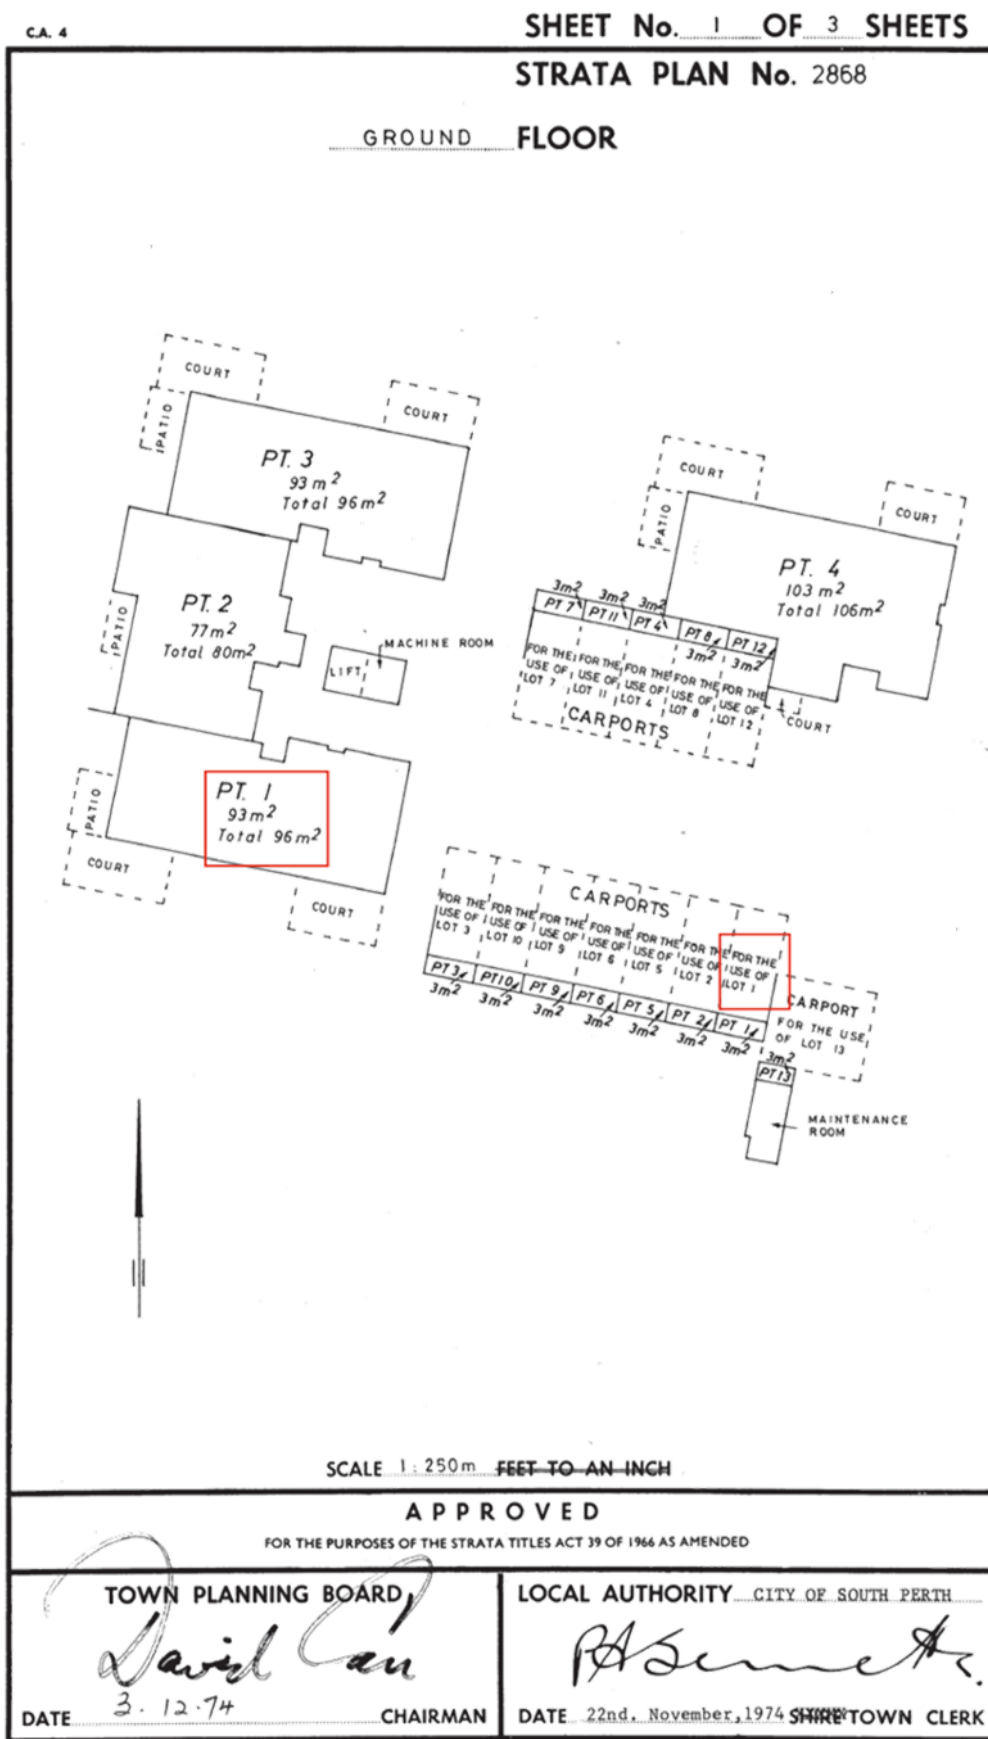 C.A. 4
SHEET No. 1 OF 3 SHEETS
STRATA PLAN No. 2868
GROUND FLOOR
COURT
COURT
PATIO
PT. 3
93 m²
Total 96m²
COURT
COURT
PATIO
PT. 4
103 m²
Total 106m²
PT. 2
77m²
Total 80m²
PATIO
MACHINE ROOM
LIFT
3m²
3m²
3m²
PT 7
PT 11
PT 4
PT 8
PT 12
3m²
3m²
FOR THE
USE OF
LOT 7
FOR THE
USE OF
LOT 11
FOR THE
USE OF
LOT 4
FOR THE
USE OF
LOT 8
FOR THE
USE OF
LOT 12
CARPORTS
COURT
PT. 1
93m²
Total 96m²
PATIO
COURT
COURT
CARPORTS
FOR THE
USE OF
LOT 3
FOR THE
USE OF
LOT 10
FOR THE
USE OF
LOT 9
FOR THE
USE OF
LOT 6
FOR THE
USE OF
LOT 5
FOR THE
USE OF
LOT 2
FOR THE
USE OF
LOT 1
CARPORT
FOR THE USE
OF LOT 13
PT 3
PT 10
PT 9
PT 6
PT 5
PT 2
PT 1
3m²
3m²
3m²
3m²
3m²
3m²
3m²
3m²
PT 13
MAINTENANCE
ROOM
SCALE 1:250m FEET TO AN INCH
APPROVED
FOR THE PURPOSES OF THE STRATA TITLES ACT 39 OF 1966 AS AMENDED
TOWN PLANNING BOARD
David Carr
DATE 3.12.74 CHAIRMAN
LOCAL AUTHORITY CITY OF SOUTH PERTH
DATE 22nd. November,1974 SHIRE TOWN CLERK